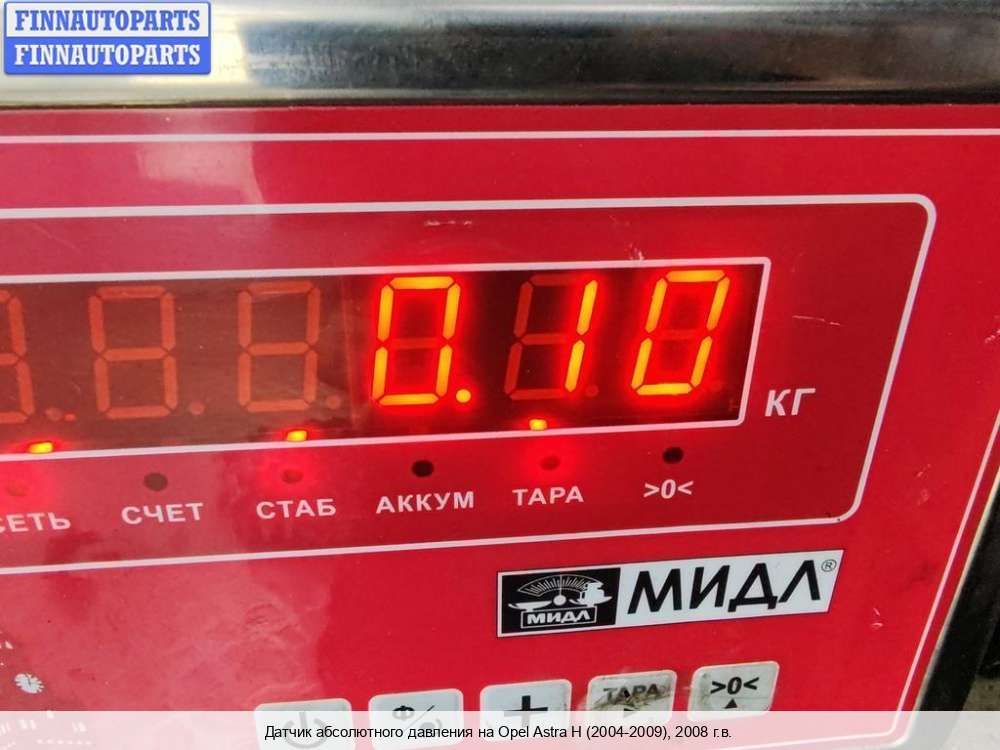 FINNAUTOPARTS
FINNAUTOPARTS
0.10
КГ
СЕТЬ СЧЕТ СТАБ АККУМ ТАРА >0<
МИДЛ МИДЛ®
Ф/ + ТАРА >0<
Датчик абсолютного давления на Opel Astra H (2004-2009), 2008 г.в.